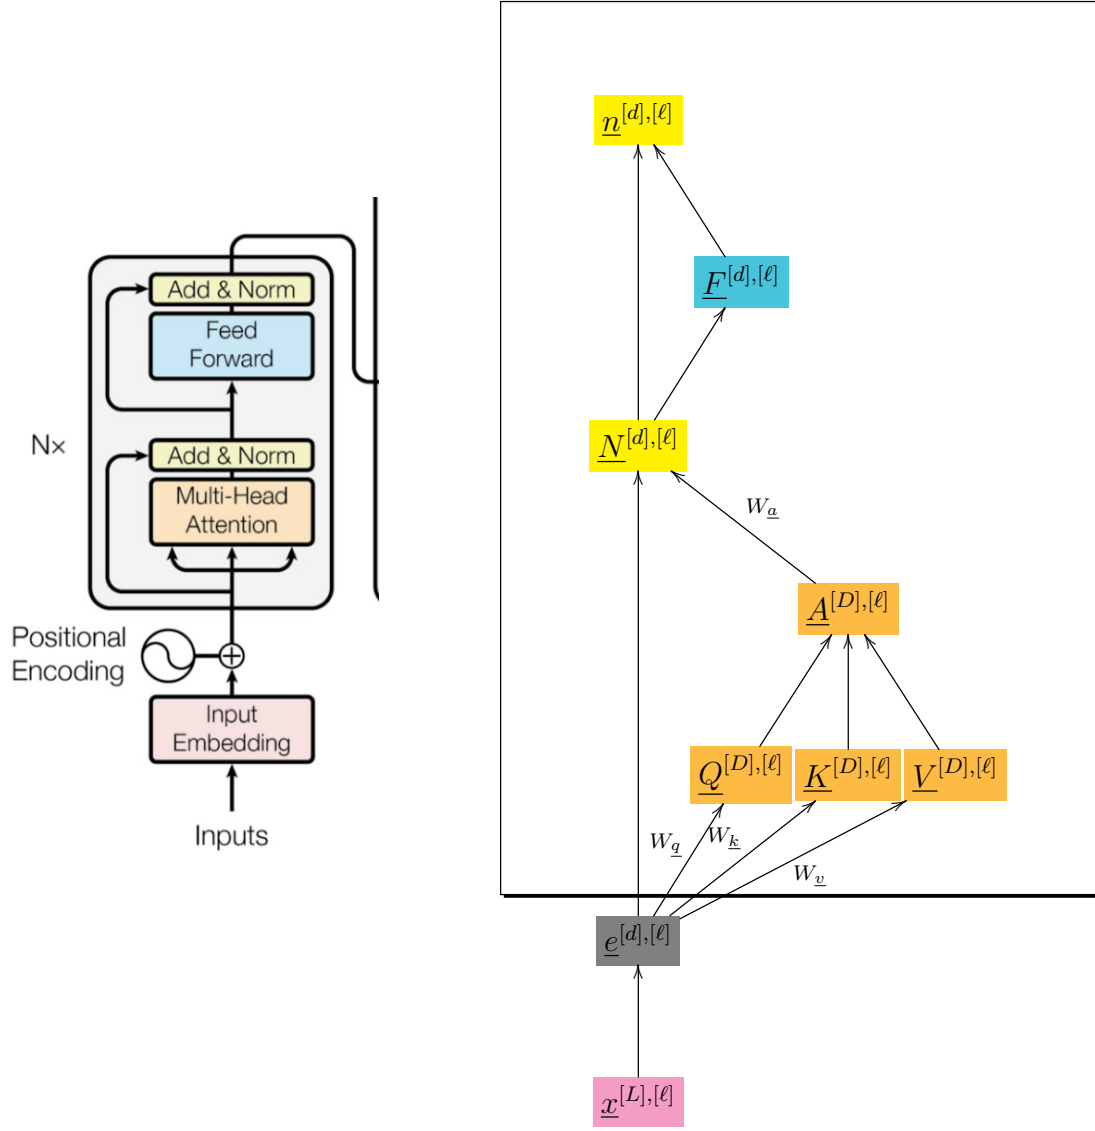 Add & Norm
Feed
Forward
N×
Add & Norm
Multi-Head
Attention
Positional
Encoding
Input
Embedding
Inputs
n^{[d],[ℓ]}
F^{[d],[ℓ]}
N^{[d],[ℓ]}
W_a
A^{[D],[ℓ]}
Q^{[D],[ℓ]} K^{[D],[ℓ]} V^{[D],[ℓ]}
W_q W_k W_v
e^{[d],[ℓ]}
x^{[L],[ℓ]}